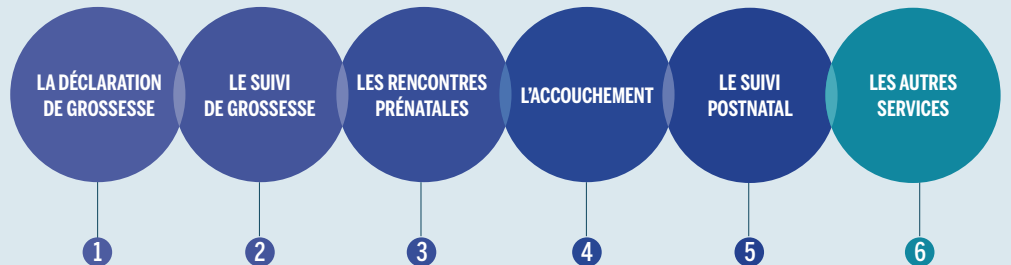 LA DÉCLARATION
DE GROSSESSE
LE SUIVI
DE GROSSESSE
LES RENCONTRES
PRÉNATALES
L'ACCOUCHEMENT
LE SUIVI
POSTNATAL
LES AUTRES
SERVICES
1
2
3
4
5
6